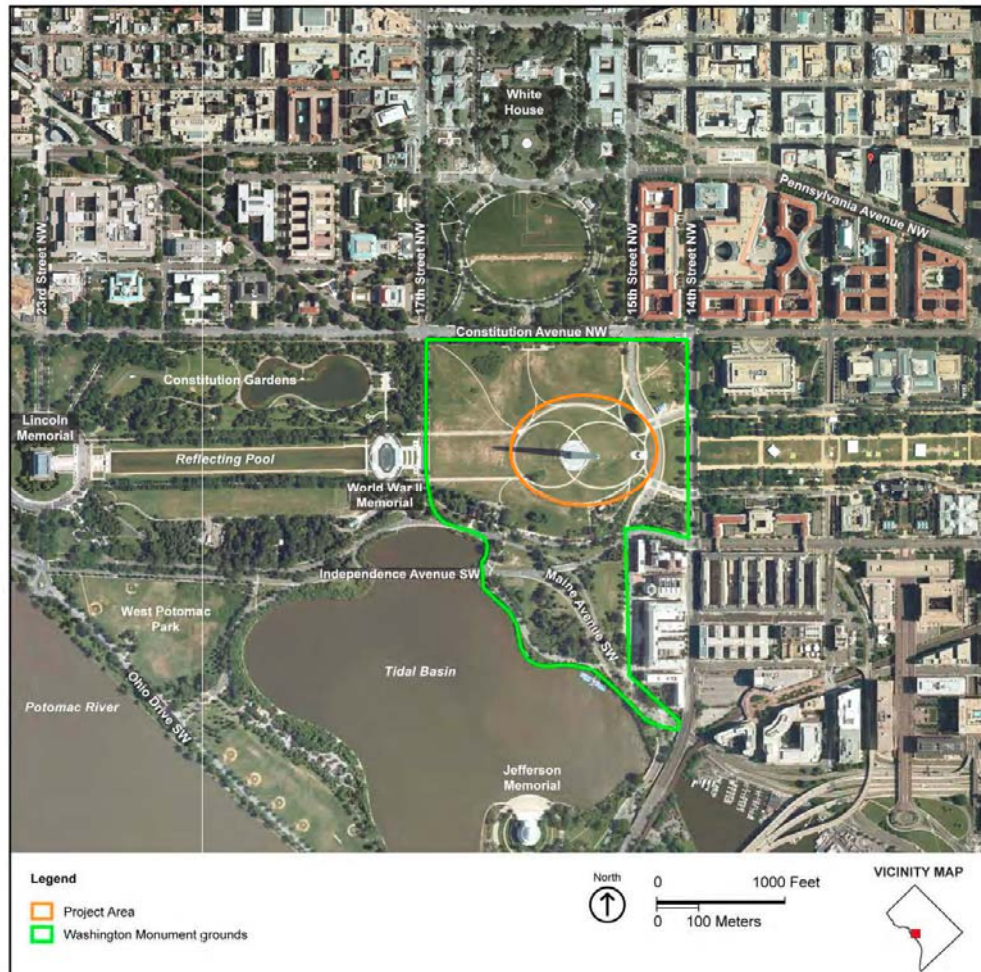 White
House
Pennsylvania Avenue NW
23rd Street NW
17th Street NW
15th Street NW
14th Street NW
Constitution Avenue NW
Constitution Gardens
Lincoln
Memorial
Reflecting Pool
World War II
Memorial
Independence Avenue SW
Maine Avenue SW
West Potomac
Park
Tidal Basin
Ohio Drive SW
Potomac River
Jefferson
Memorial
Legend
Project Area
Washington Monument grounds
North
0 1000 Feet
0 100 Meters
VICINITY MAP